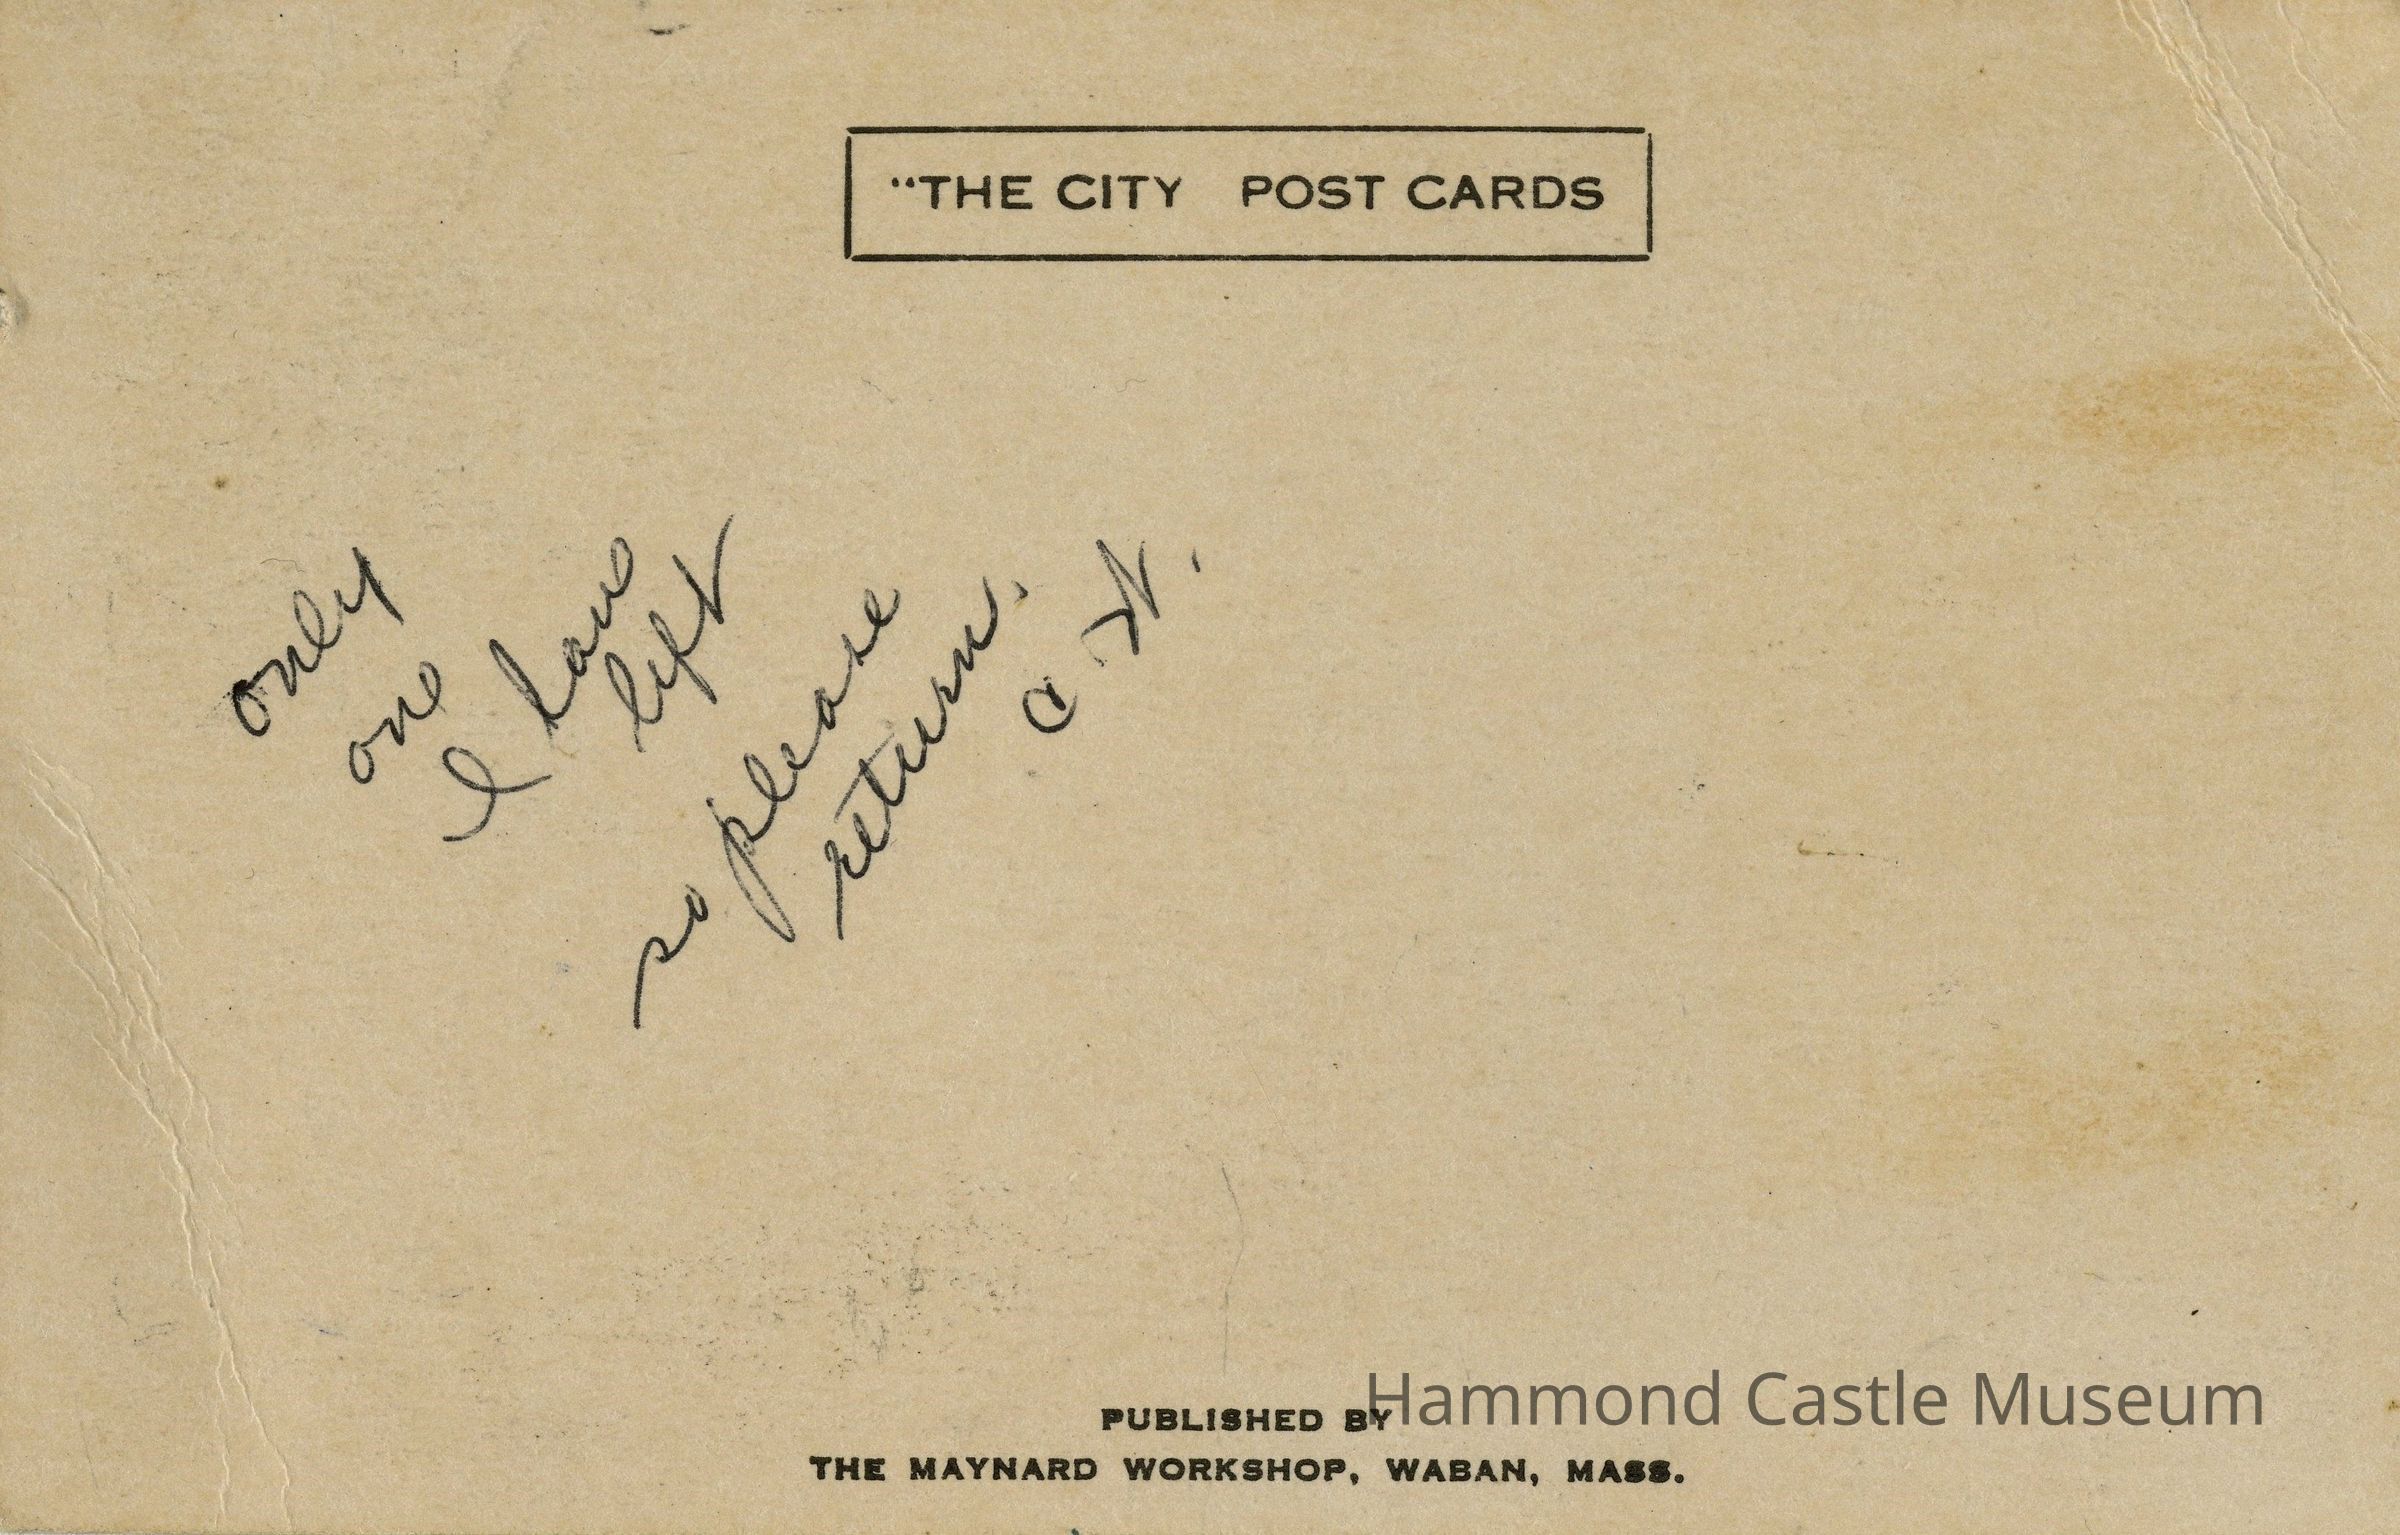 “THE CITY POST CARDS
only
one
I have
left
so please
return.
PUBLISHED BY
THE MAYNARD WORKSHOP, WABAN, MASS.
Hammond Castle Museum